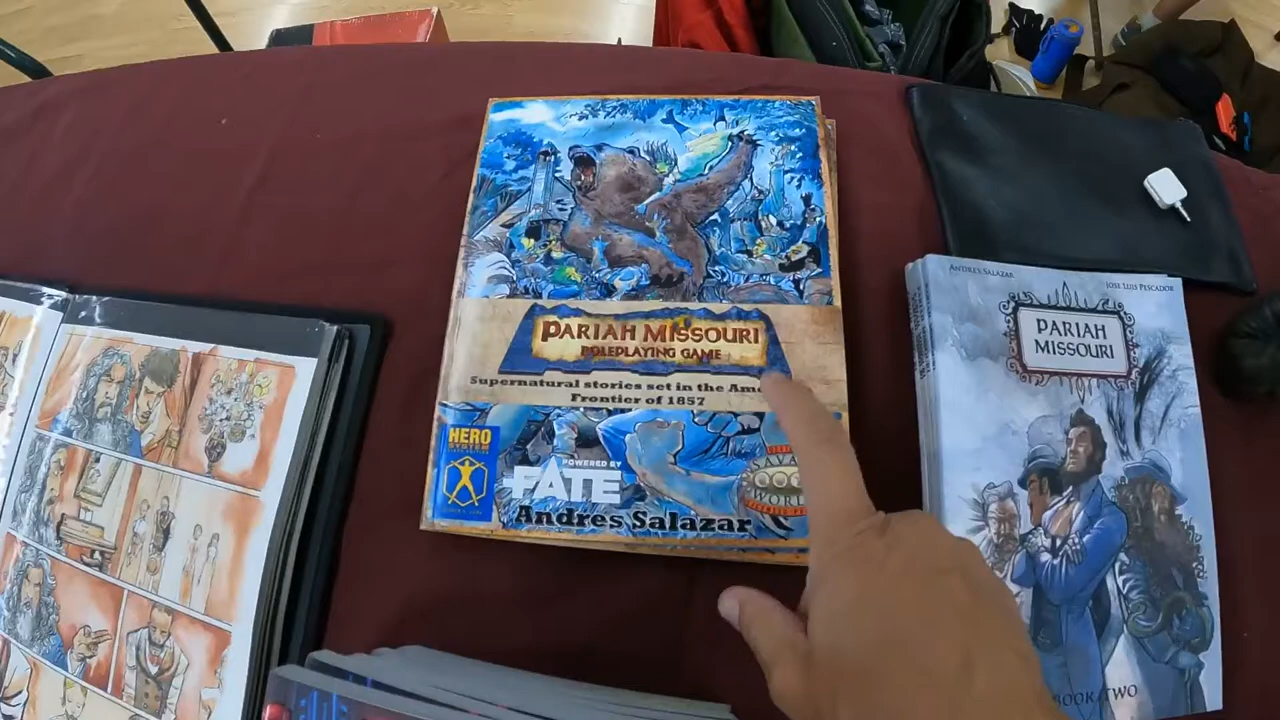 PARIAH MISSOURI
ROLEPLAYING GAME
Supernatural stories set in the
Frontier of 1857
HERO
SYSTEM
POWERED BY
FATE
Andres Salazar
ANDRES SALAZAR
JOSE LUIS PESCADOR
PARIAH
MISSOURI
BOOK TWO